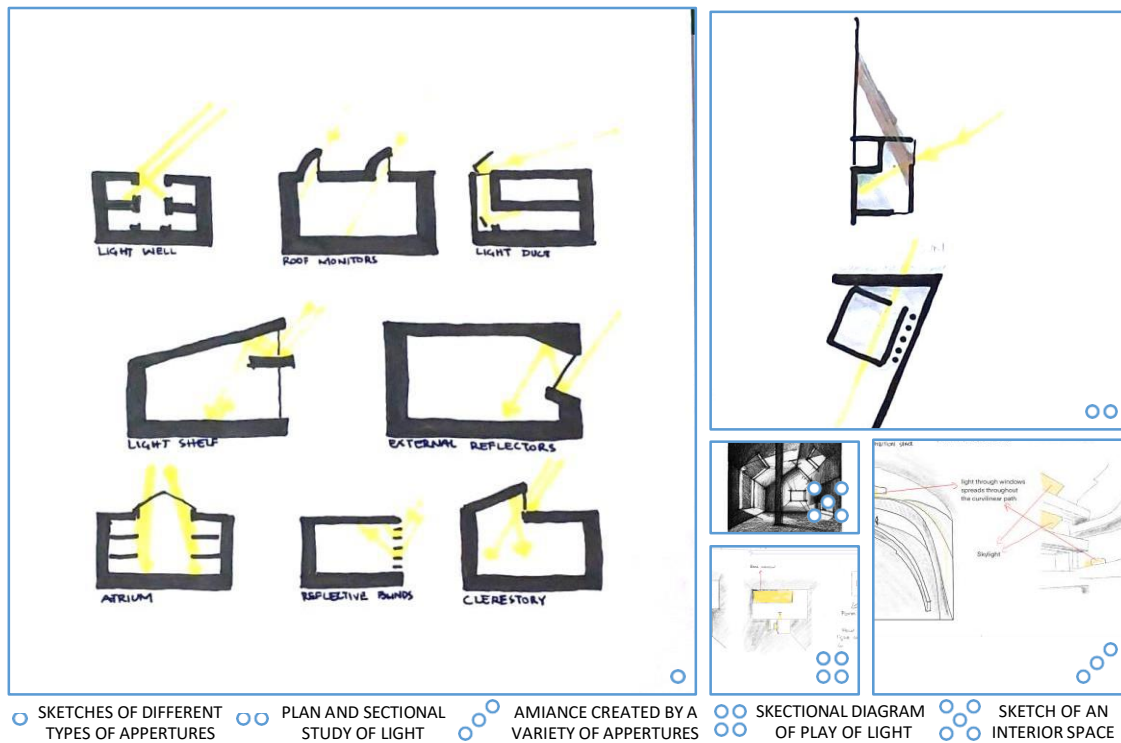 LIGHT WELL
ROOF MONITORS
LIGHT DUCT
LIGHT SHELF
EXTERNAL REFLECTORS
ATRIUM
REFLECTIVE BLINDS
CLERESTORY
light through windows
spreads throughout
the curvilinear path
Skylight
SKETCHES OF DIFFERENT
TYPES OF APPERTURES
PLAN AND SECTIONAL
STUDY OF LIGHT
AMIANCE CREATED BY A
VARIETY OF APPERTURES
SKECTIONAL DIAGRAM
OF PLAY OF LIGHT
SKETCH OF AN
INTERIOR SPACE